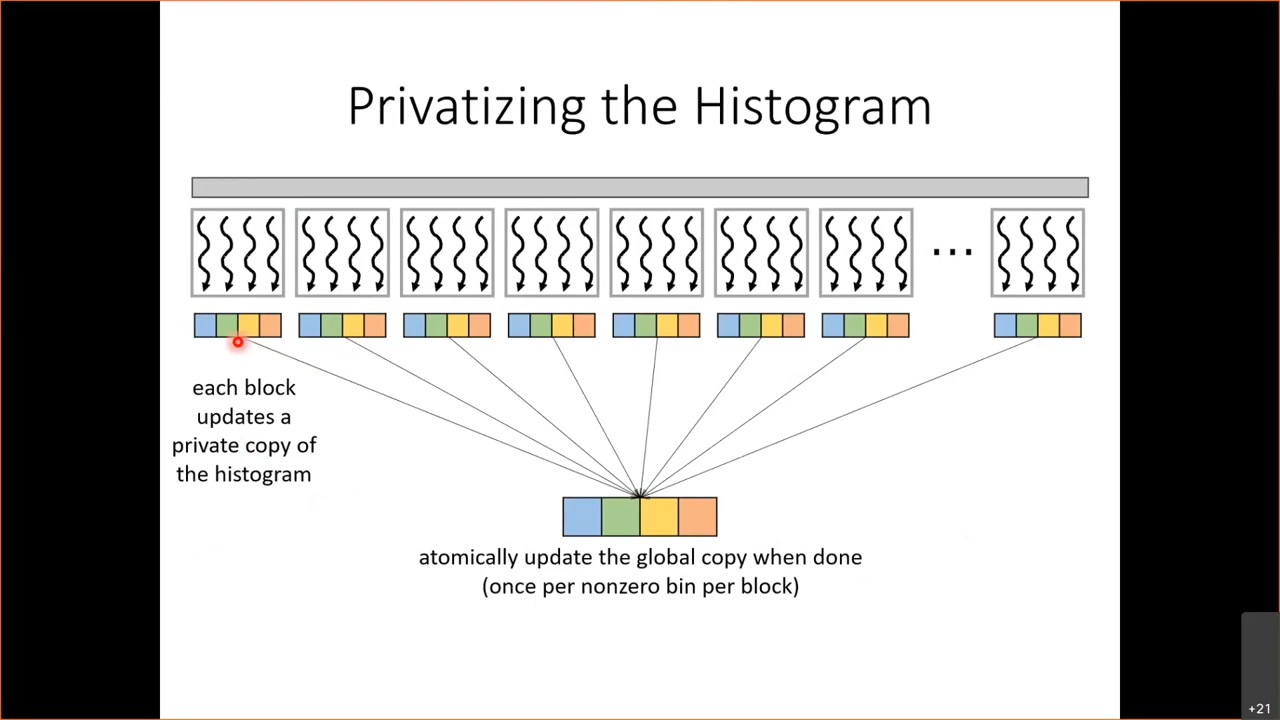 Privatizing the Histogram
...
each block
updates a
private copy of
the histogram
atomically update the global copy when done
(once per nonzero bin per block)
+21